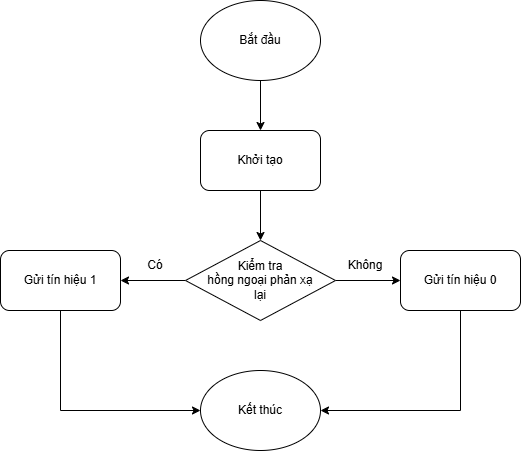 Bắt đầu
Khởi tạo
Kiểm tra
hồng ngoại phản xạ
lại
Có
Không
Gửi tín hiệu 1
Gửi tín hiệu 0
Kết thúc